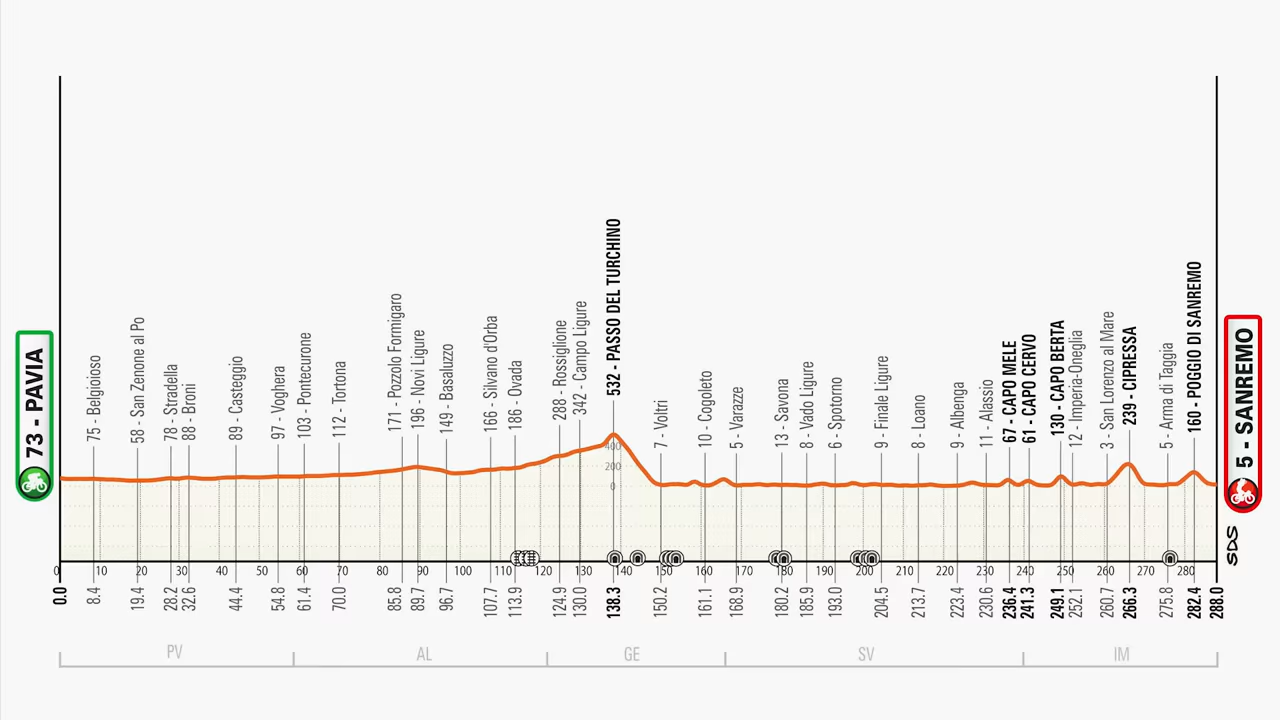 73 - PAVIA
75 - Belgioioso
58 - San Zenone al Po
78 - Stradella
88 - Broni
89 - Casteggio
97 - Voghera
103 - Pontecurone
112 - Tortona
171 - Pozzolo Formigaro
196 - Novi Ligure
149 - Basaluzzo
166 - Silvano d'Orba
186 - Ovada
288 - Rossiglione
342 - Campo Ligure
532 - PASSO DEL TURCHINO
7 - Voltri
10 - Cogoleto
5 - Varazze
13 - Savona
8 - Vado Ligure
6 - Spotorno
9 - Finale Ligure
8 - Loano
9 - Albenga
11 - Alassio
67 - CAPO MELE
61 - CAPO CERVO
130 - CAPO BERTA
12 - Imperia-Oneglia
3 - San Lorenzo al Mare
239 - CIPRESSA
5 - Arma di Taggia
160 - POGGIO DI SANREMO
5 - SANREMO
400
200
0
SDS
0 10 20 30 40 50 60 70 80 90 100 110 120 130 140 150 160 170 180 190 200 210 220 230 240 250 260 270 280
0.0 8.4 19.4 28.2 32.6 44.4 54.8 61.4 70.0 85.8 89.7 96.7 107.7 113.9 124.9 130.0 138.3 150.2 161.1 168.9 180.2 185.9 193.0 204.5 213.7 223.4 230.6 236.4 241.3 249.1 252.1 260.7 266.3 275.8 282.4 288.0
PV AL GE SV IM